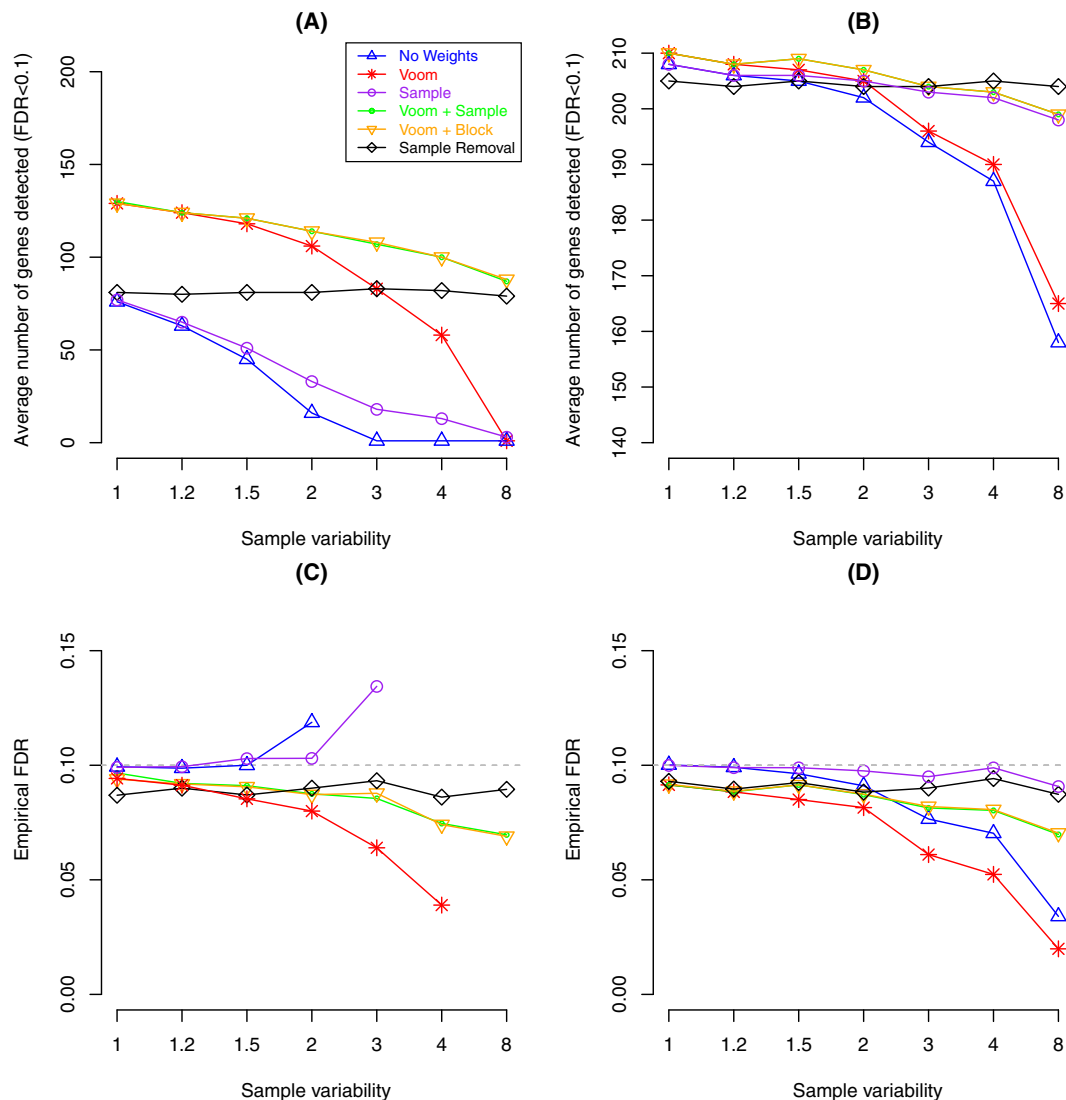 (A)
Average number of genes detected (FDR<0.1)
200
150
100
50
0
No Weights
Voom
Sample
Voom + Sample
Voom + Block
Sample Removal
1 1.2 1.5 2 3 4 8
Sample variability
(B)
Average number of genes detected (FDR<0.1)
210
200
190
180
170
160
150
140
1 1.2 1.5 2 3 4 8
Sample variability
(C)
Empirical FDR
0.15
0.10
0.05
0.00
1 1.2 1.5 2 3 4 8
Sample variability
(D)
Empirical FDR
0.15
0.10
0.05
0.00
1 1.2 1.5 2 3 4 8
Sample variability